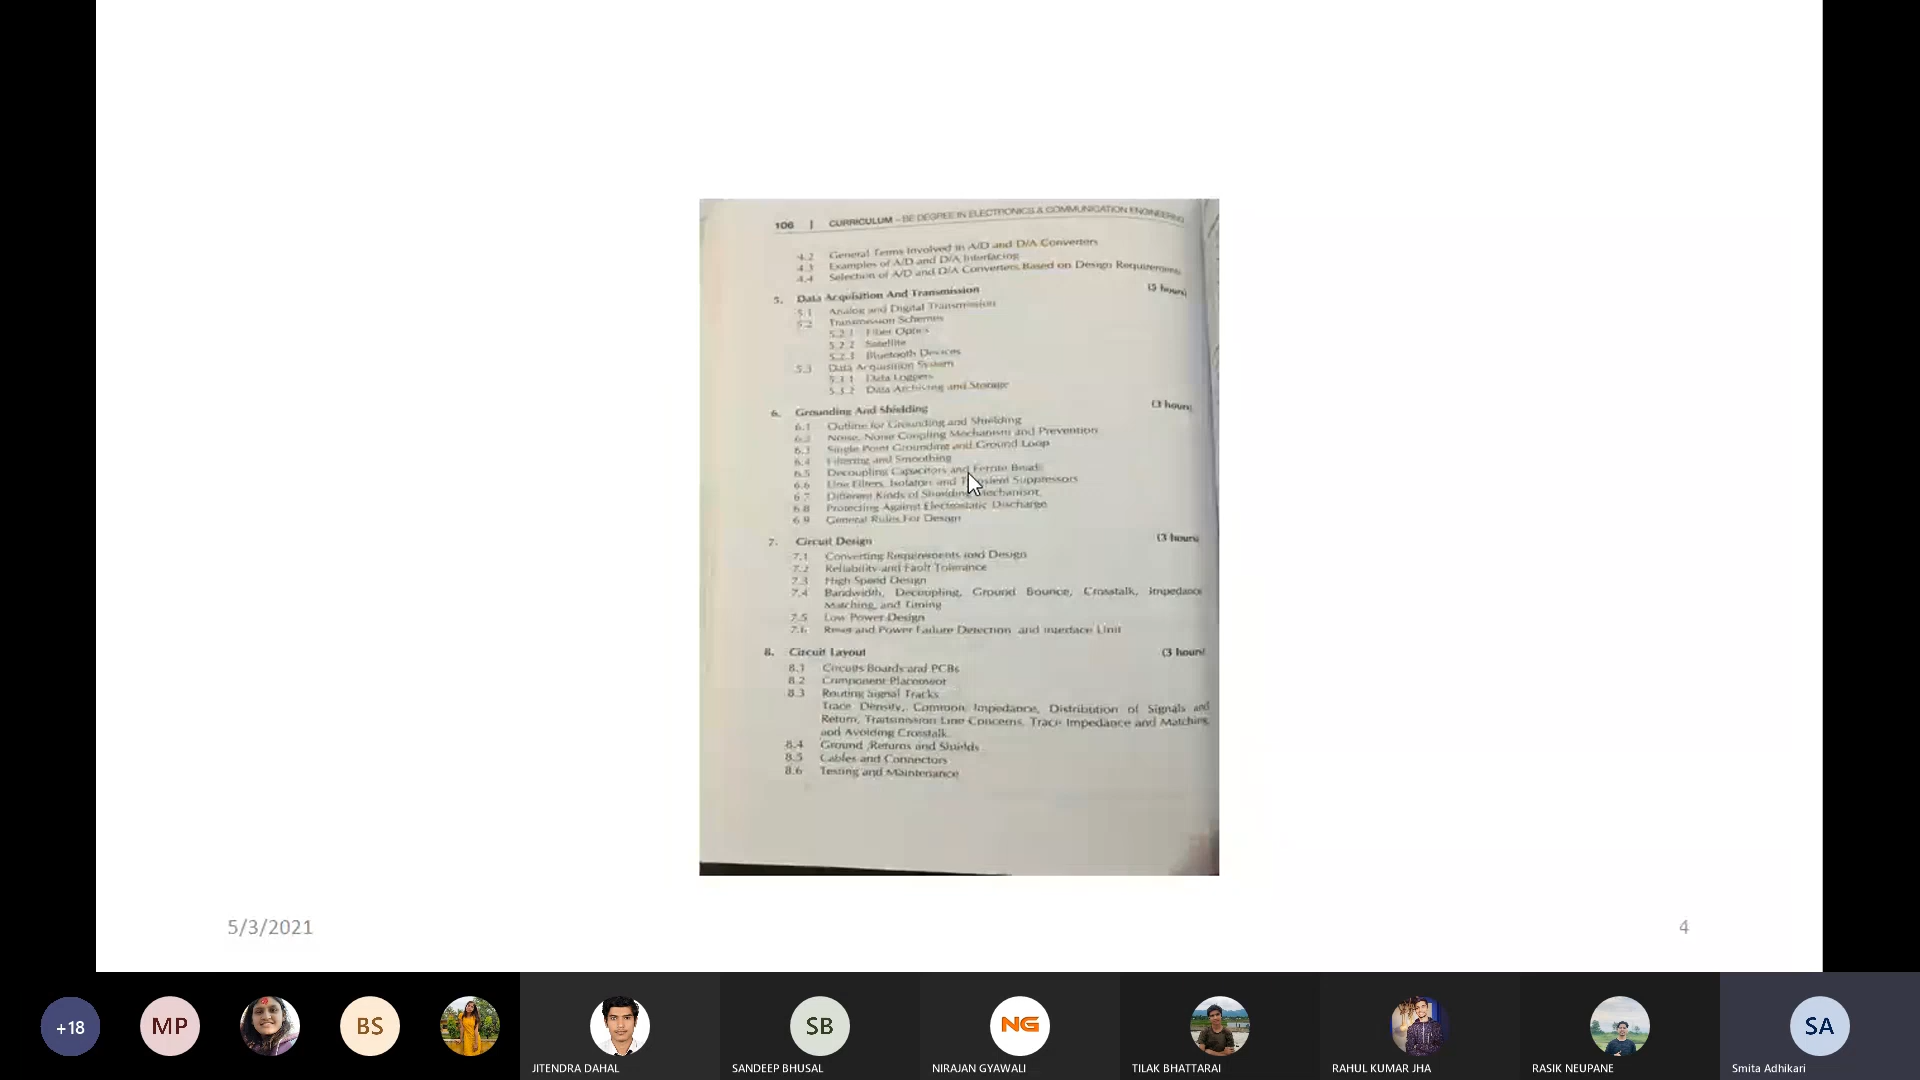 106 | CURRICULUM – BE DEGREE IN ELECTRONICS & COMMUNICATION ENGINEERING
4.2 General Terms Involved in A/D and D/A Converters
4.3 Examples of A/D and D/A Interfacing
4.4 Selection of A/D and D/A Converters Based on Design Requirement
5. Data Acquisition And Transmission (5 hours)
5.1 Analog and Digital Transmission
5.2 Transmission Schemes
5.2.1 Fiber Optics
5.2.2 Satellite
5.2.3 Bluetooth Devices
5.3 Data Acquisition System
5.3.1 Data Loggers
5.3.2 Data Archiving and Storage
6. Grounding And Shielding (3 hours)
6.1 Outline for Grounding and Shielding
6.2 Noise, Noise Coupling Mechanism and Prevention
6.3 Single Point Grounding and Ground Loop
6.4 Filtering and Smoothing
6.5 Decoupling Capacitors and Ferrite Beads
6.6 Line Filters, Isolators and Transient Suppressors
6.7 Different Kinds of Shielding Mechanism
6.8 Protecting Against Electrostatic Discharge
6.9 General Rules For Design
7. Circuit Design (3 hours)
7.1 Converting Requirements into Design
7.2 Reliability and Fault Tolerance
7.3 High Speed Design
7.4 Bandwidth, Decoupling, Ground Bounce, Crosstalk, Impedance
Matching, and Timing
7.5 Low Power Design
7.6 Reset and Power Failure Detection and interface Unit
8. Circuit Layout (3 hours)
8.1 Circuits Boards and PCBs
8.2 Component Placement
8.3 Routing Signal Tracks
Trace Density, Common Impedance, Distribution of Signals and
Return, Transmission Line Concerns, Trace Impedance and Matching
and Avoiding Crosstalk.
8.4 Ground ,Returns and Shields
8.5 Cables and Connectors
8.6 Testing and Maintenance
5/3/2021
4
+18
MP
BS
SB
NG
SA
JITENDRA DAHAL
SANDEEP BHUSAL
NIRAJAN GYAWALI
TILAK BHATTARAI
RAHUL KUMAR JHA
RASIK NEUPANE
Smita Adhikari